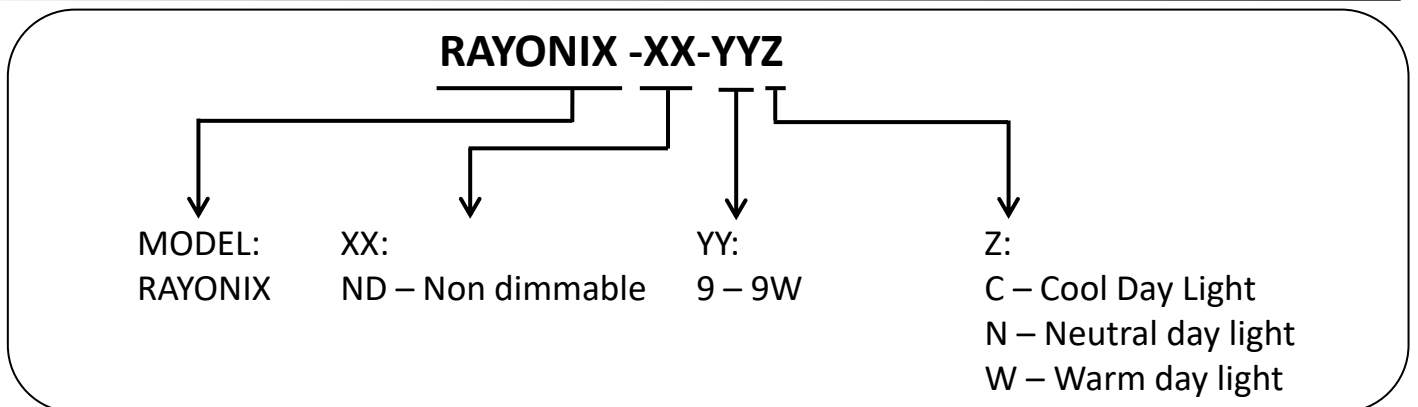 RAYONIX -XX-YYZ
MODEL:
RAYONIX
XX:
ND – Non dimmable
YY:
9 – 9W
Z:
C – Cool Day Light
N – Neutral day light
W – Warm day light